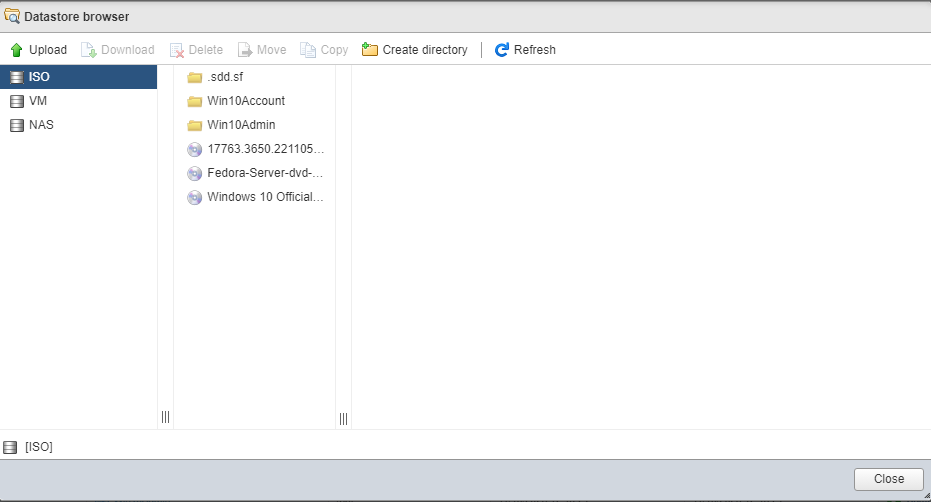 Datastore browser
Upload Download Delete Move Copy Create directory Refresh
ISO
VM
NAS
.sdd.sf
Win10Account
Win10Admin
17763.3650.221105...
Fedora-Server-dvd-...
Windows 10 Official...
[ISO]
Close